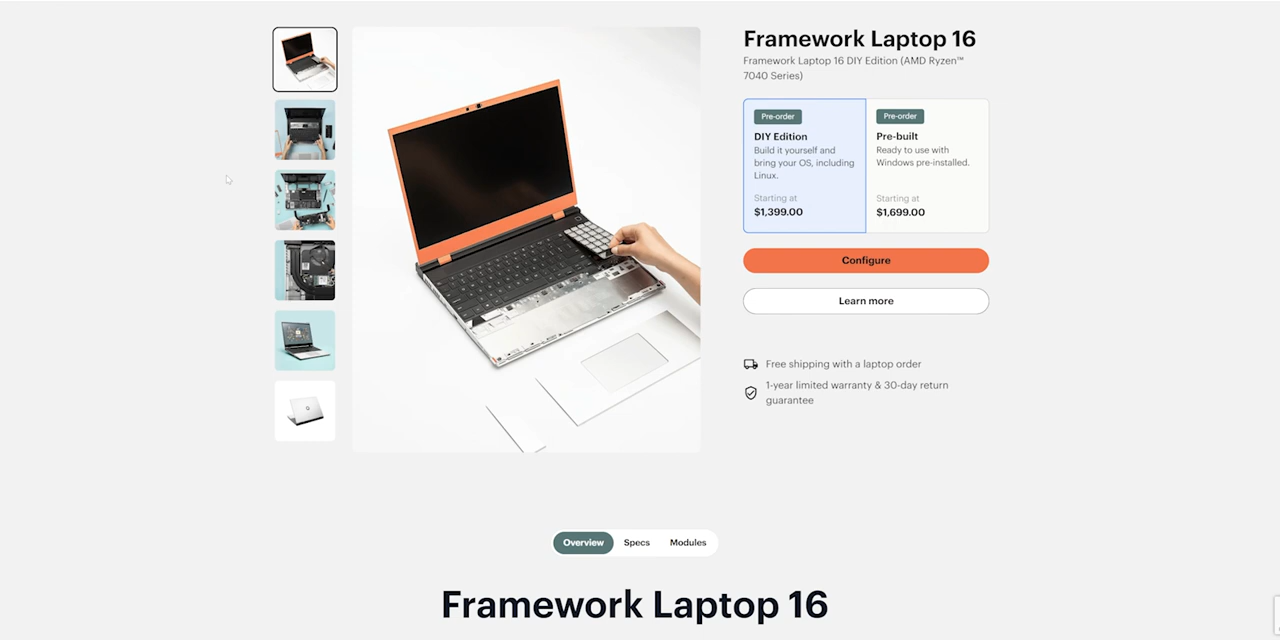 Framework Laptop 16
Framework Laptop 16 DIY Edition (AMD Ryzen™
7040 Series)
Pre-order
DIY Edition
Build it yourself and
bring your OS, including
Linux.
Starting at
$1,399.00
Pre-order
Pre-built
Ready to use with
Windows pre-installed.
Starting at
$1,699.00
Configure
Learn more
Free shipping with a laptop order
1-year limited warranty & 30-day return
guarantee
Overview
Specs
Modules
Framework Laptop 16